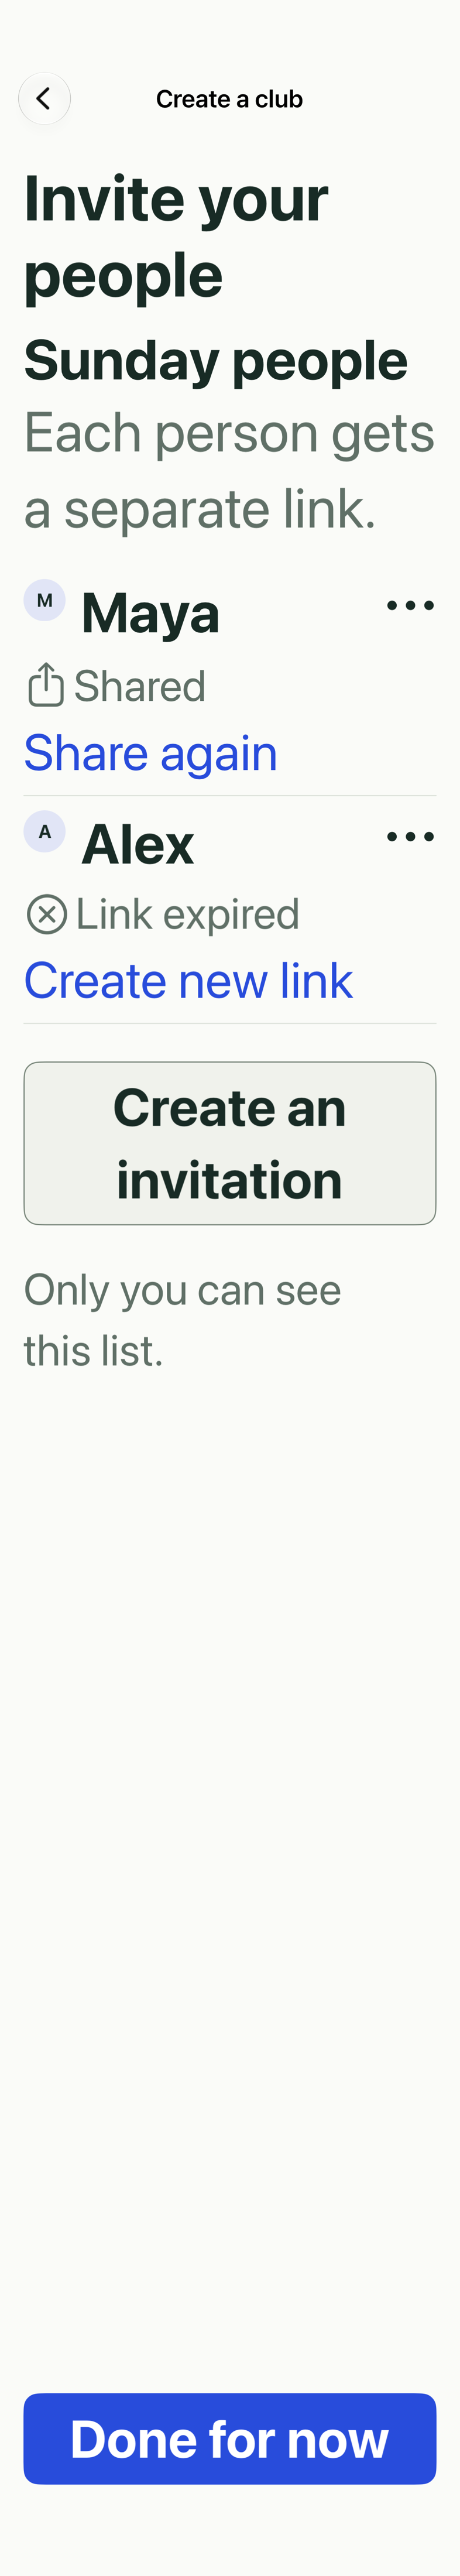 Create a club
Invite your
people
Sunday people
Each person gets
a separate link.
M
Maya
Shared
Share again
A
Alex
Link expired
Create new link
Create an
invitation
Only you can see
this list.
Done for now